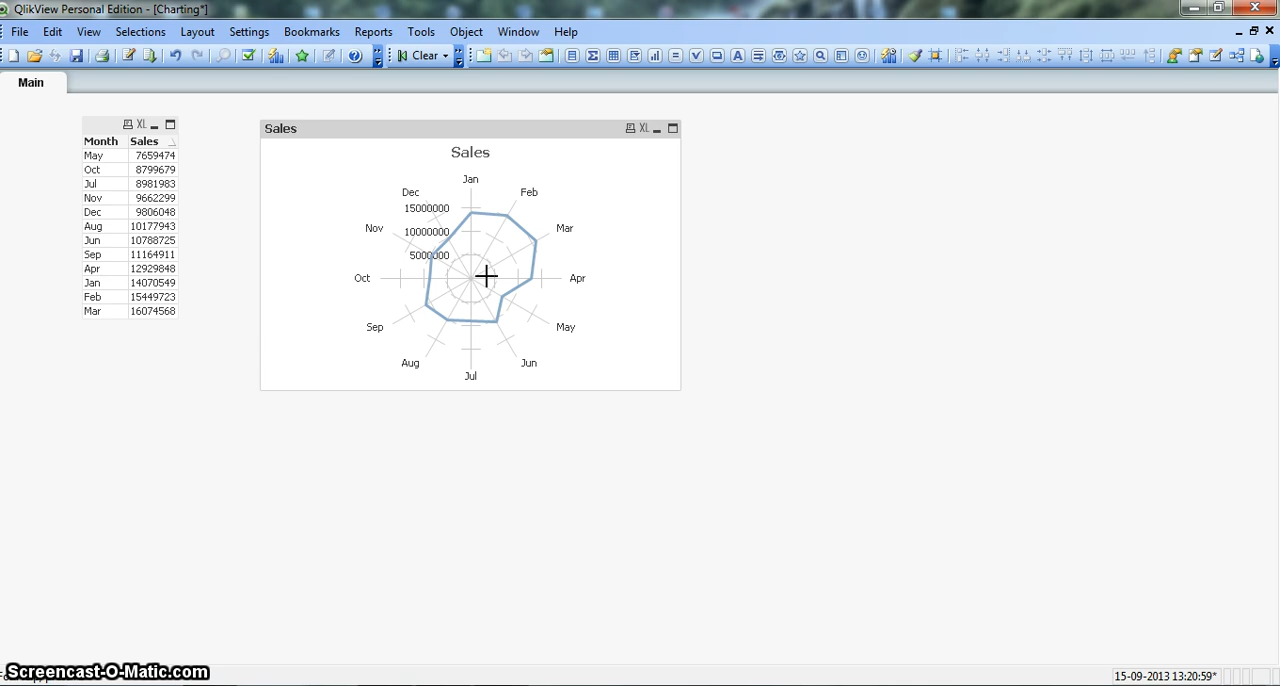 QlikView Personal Edition - [Charting*]
File Edit View Selections Layout Settings Bookmarks Reports Tools Object Window Help
Clear
Main
XL
Month Sales
May 7659474
Oct 8799679
Jul 8981983
Nov 9662299
Dec 9806048
Aug 10177943
Jun 10788725
Sep 11164911
Apr 12929848
Jan 14070549
Feb 15449723
Mar 16074568
Sales XL
Sales
Jan
Dec Feb
15000000
Nov 10000000 Mar
5000000
Oct Apr
Sep May
Aug Jun
Jul
Screencast-O-Matic.com
15-09-2013 13:20:59*